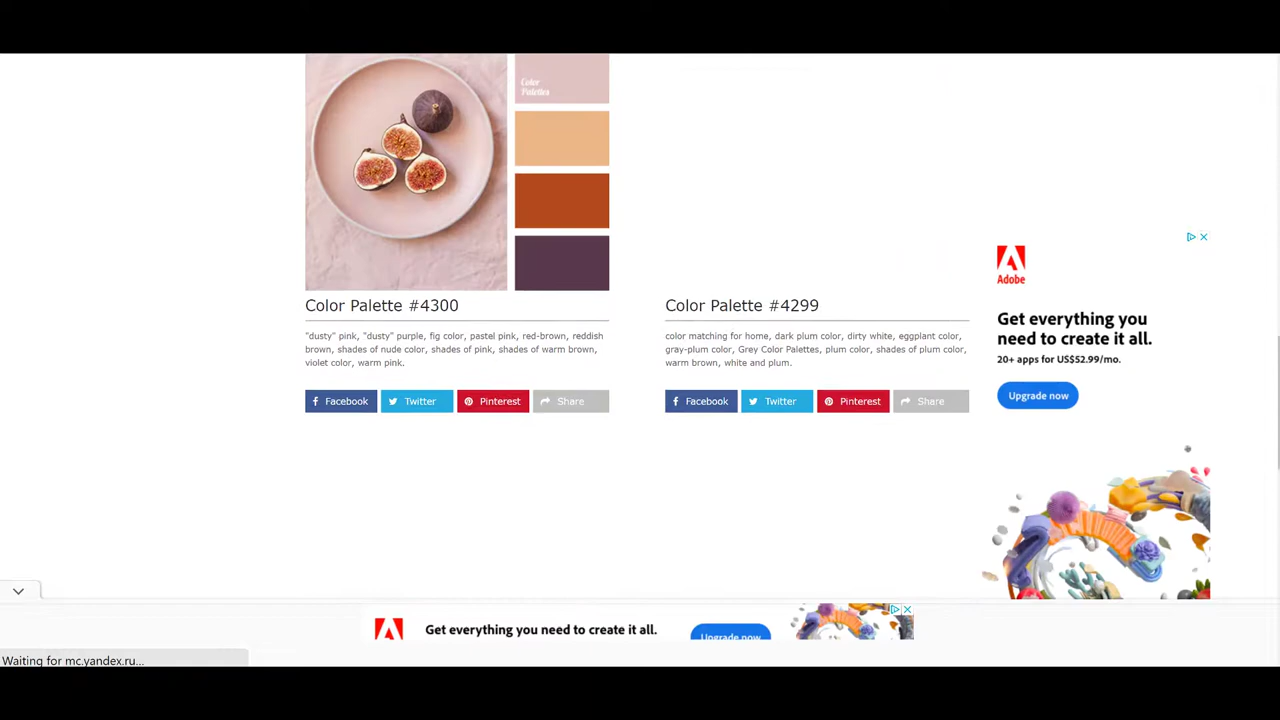 Color
Palettes
Color Palette #4300
"dusty" pink, "dusty" purple, fig color, pastel pink, red-brown, reddish
brown, shades of nude color, shades of pink, shades of warm brown,
violet color, warm pink.
Facebook
Twitter
Pinterest
Share
Color Palette #4299
color matching for home, dark plum color, dirty white, eggplant color,
gray-plum color, Grey Color Palettes, plum color, shades of plum color,
warm brown, white and plum.
Facebook
Twitter
Pinterest
Share
Adobe
Get everything you
need to create it all.
20+ apps for US$52.99/mo.
Upgrade now
Get everything you need to create it all.
Upgrade now
Waiting for mc.yandex.ru...